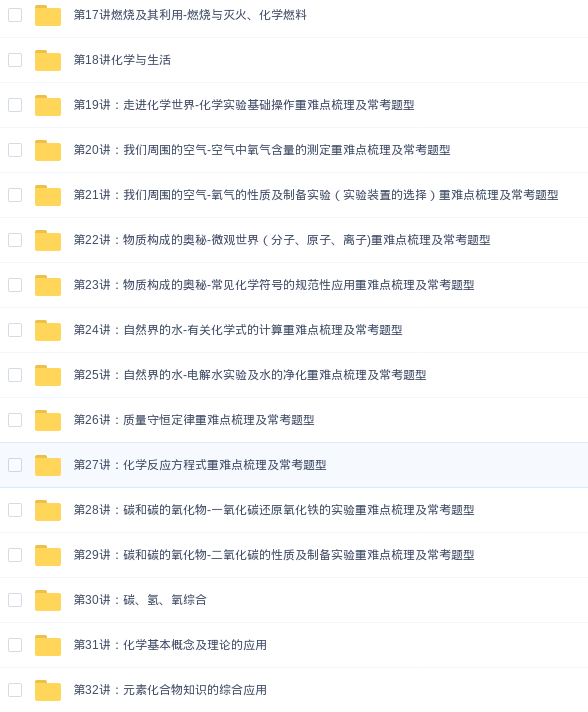 第17讲燃烧及其利用-燃烧与灭火、化学燃料
第18讲化学与生活
第19讲：走进化学世界-化学实验基础操作重难点梳理及常考题型
第20讲：我们周围的空气-空气中氧气含量的测定重难点梳理及常考题型
第21讲：我们周围的空气-氧气的性质及制备实验（实验装置的选择）重难点梳理及常考题型
第22讲：物质构成的奥秘-微观世界（分子、原子、离子)重难点梳理及常考题型
第23讲：物质构成的奥秘-常见化学符号的规范性应用重难点梳理及常考题型
第24讲：自然界的水-有关化学式的计算重难点梳理及常考题型
第25讲：自然界的水-电解水实验及水的净化重难点梳理及常考题型
第26讲：质量守恒定律重难点梳理及常考题型
第27讲：化学反应方程式重难点梳理及常考题型
第28讲：碳和碳的氧化物-一氧化碳还原氧化铁的实验重难点梳理及常考题型
第29讲：碳和碳的氧化物-二氧化碳的性质及制备实验重难点梳理及常考题型
第30讲：碳、氢、氧综合
第31讲：化学基本概念及理论的应用
第32讲：元素化合物知识的综合应用